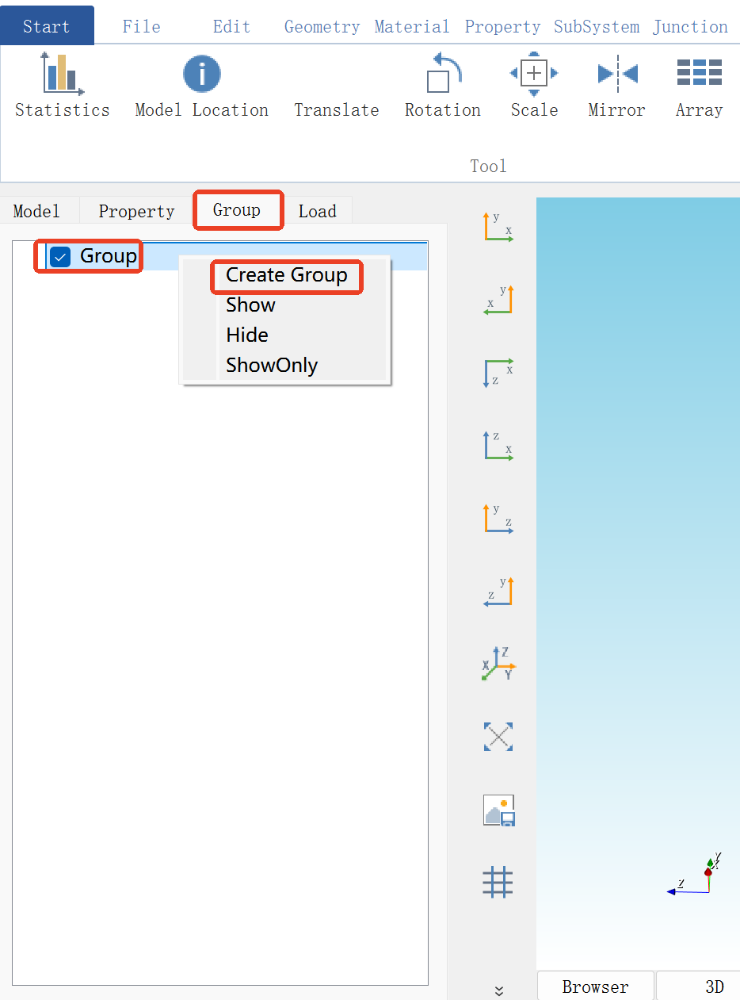 Start File Edit Geometry Material Property SubSystem Junction
Statistics Model Location Translate Rotation Scale Mirror Array
Tool
Model Property Group Load
Group
Create Group
Show
Hide
ShowOnly
y
x
y
x
x
z
z
x
y
z
y
z
Z
X
Y
Y
X
Z
Browser 3D